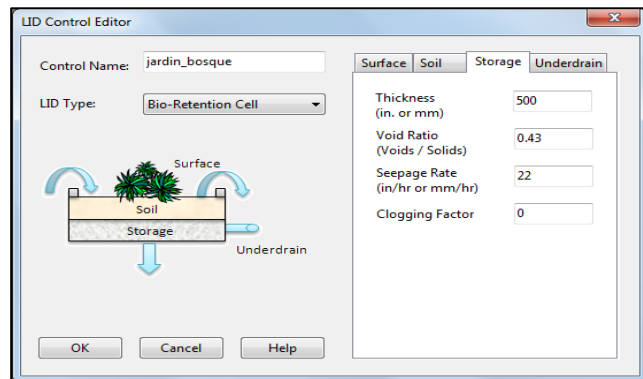 LID Control Editor
Control Name: jardin_bosque
LID Type: Bio-Retention Cell
Surface
Soil
Storage
Underdrain
OK Cancel Help
Surface Soil Storage Underdrain
Thickness 500
(in. or mm)
Void Ratio 0.43
(Voids / Solids)
Seepage Rate 22
(in/hr or mm/hr)
Clogging Factor 0